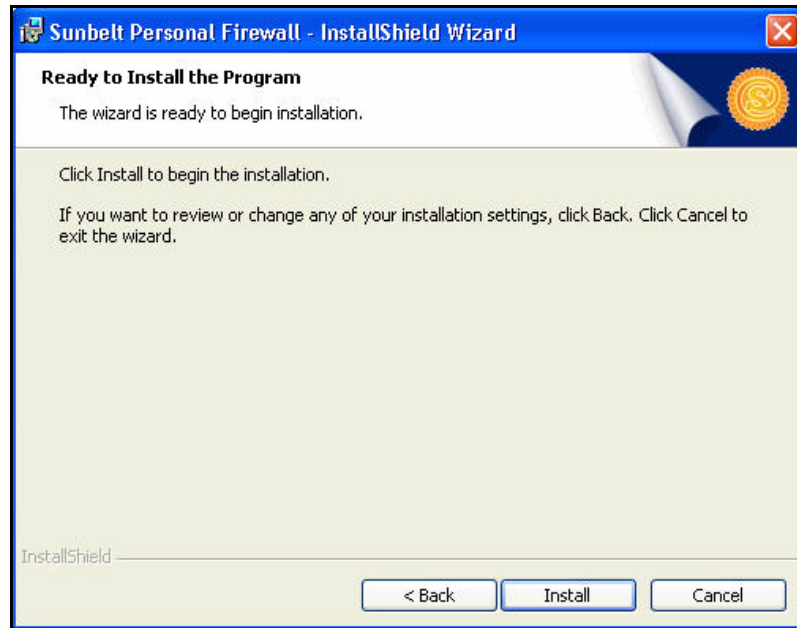 Sunbelt Personal Firewall - InstallShield Wizard
Ready to Install the Program
The wizard is ready to begin installation.
S
Click Install to begin the installation.
If you want to review or change any of your installation settings, click Back. Click Cancel to
exit the wizard.
InstallShield
< Back
Install
Cancel